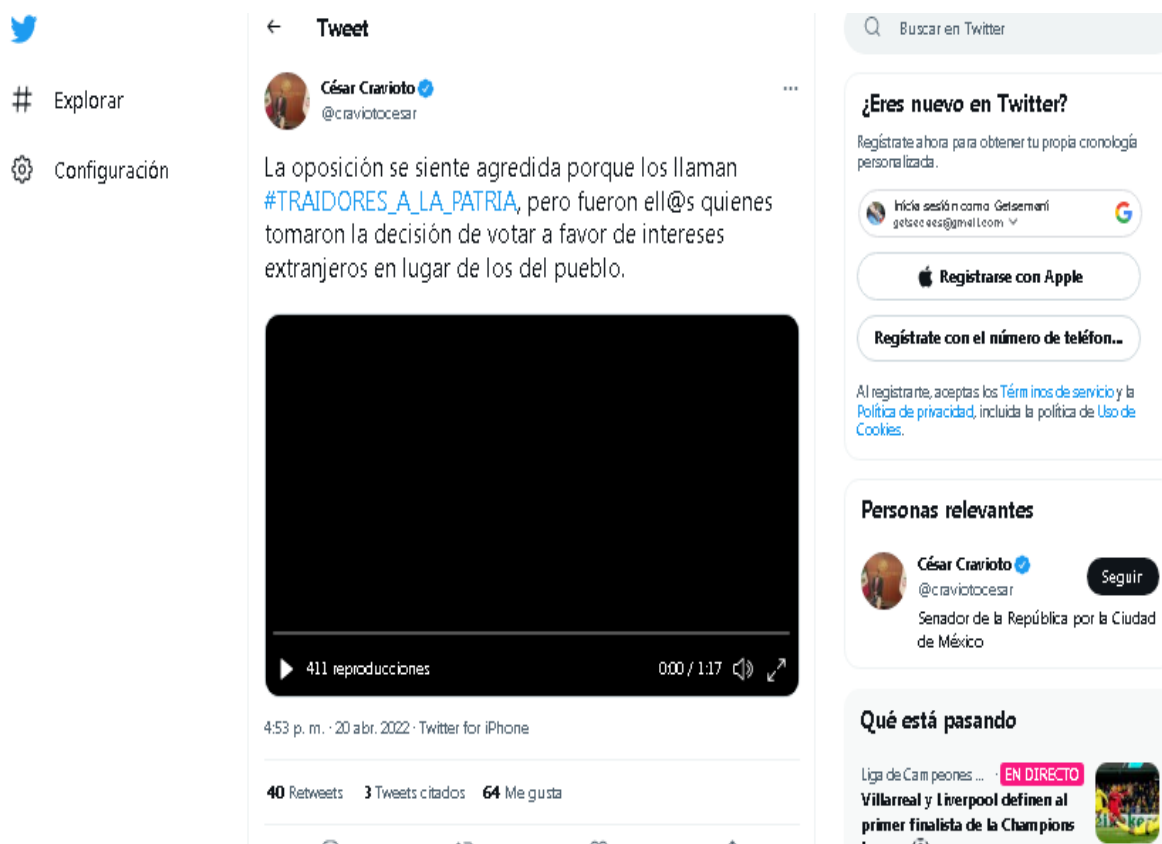 Explorar
Configuración
Tweet
César Cravioto
@craviotocesar
La oposición se siente agredida porque los llaman
#TRAIDORES_A_LA_PATRIA, pero fueron ell@s quienes
tomaron la decisión de votar a favor de intereses
extranjeros en lugar de los del pueblo.
411 reproducciones
0:00 / 1:17
4:53 p. m. · 20 abr. 2022 · Twitter for iPhone
40 Retweets 3 Tweets citados 64 Me gusta
Buscar en Twitter
¿Eres nuevo en Twitter?
Regístrate ahora para obtener tu propia cronología
personalizada.
Inicia sesión como Getsemaní
Registrarse con Apple
Regístrate con el número de teléfon...
Al registrarte, aceptas los Términos de servicio y la
Política de privacidad, incluida la política de Uso de
Cookies.
Personas relevantes
César Cravioto
@craviotocesar
Seguir
Senador de la República por la Ciudad
de México
Qué está pasando
Liga de Campeones ... · EN DIRECTO
Villarreal y Liverpool definen al
primer finalista de la Champions